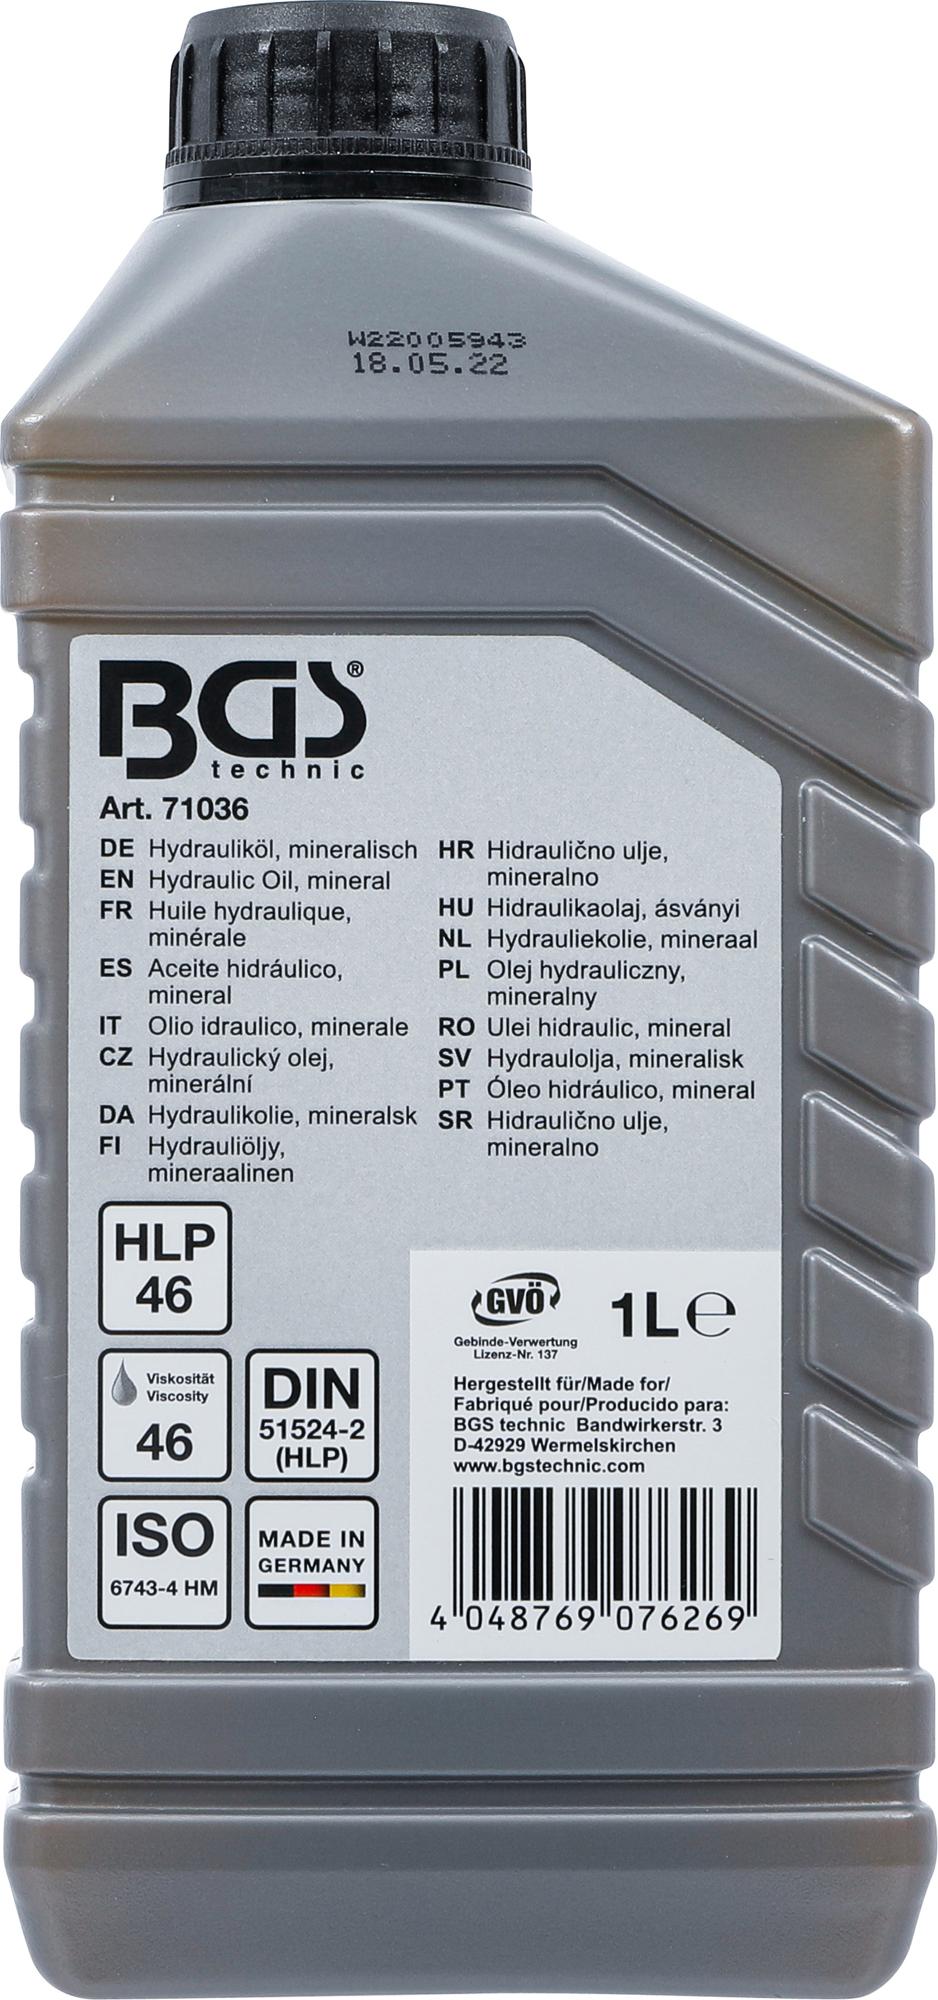 W22005943
18.05.22
BGS®
technic
Art. 71036
DE Hydrauliköl, mineralisch
EN Hydraulic Oil, mineral
FR Huile hydraulique,
minérale
ES Aceite hidráulico,
mineral
IT Olio idraulico, minerale
CZ Hydraulický olej,
minerální
DA Hydraulikolie, mineralsk
FI Hydrauliöljy,
mineraalinen
HR Hidraulično ulje,
mineralno
HU Hidraulikaolaj, ásványi
NL Hydrauliekolie, mineraal
PL Olej hydrauliczny,
mineralny
RO Ulei hidraulic, mineral
SV Hydraulolja, mineralisk
PT Óleo hidráulico, mineral
SR Hidraulično ulje,
mineralno
HLP
46
Viskosität
Viscosity
46
DIN
51524-2
(HLP)
ISO
6743-4 HM
MADE IN
GERMANY
GVÖ
Gebinde-Verwertung
Lizenz-Nr. 137
1L ℮
Hergestellt für/Made for/
Fabriqué pour/Producido para:
BGS technic Bandwirkerstr. 3
D-42929 Wermelskirchen
www.bgstechnic.com
4 048769 076269